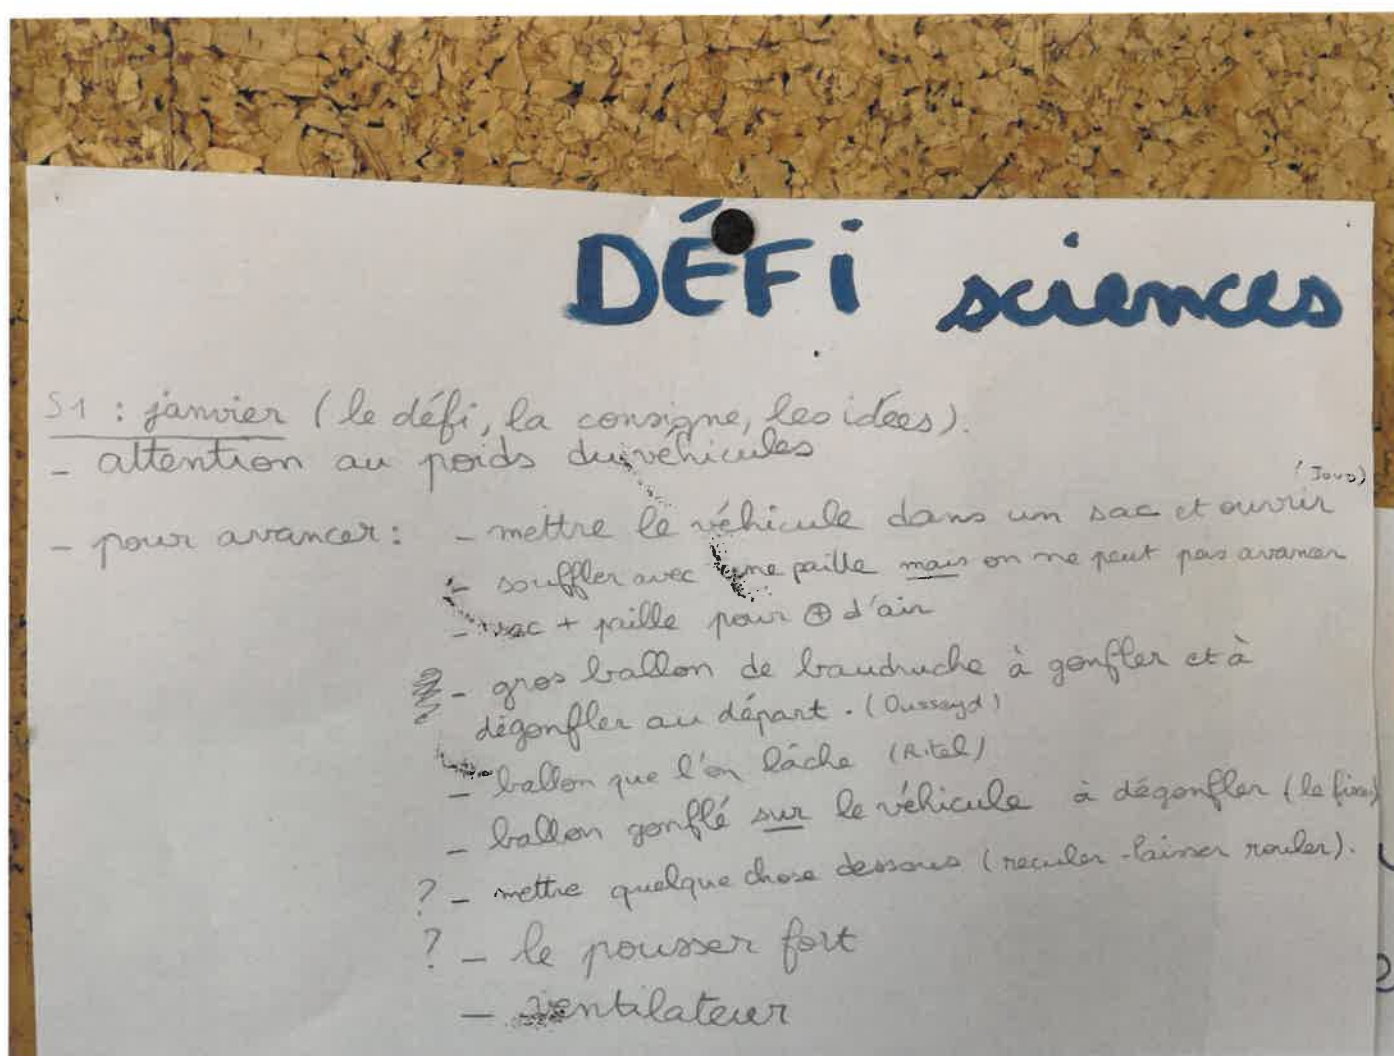 DÉFi sciences
S1 : janvier (le défi, la consigne, les idées).
- attention au poids du véhicules
(Jovo)
- pour avancer : - mettre le véhicule dans un sac et ouvrir
- souffler avec une paille mais on ne peut pas avancer
- sac + paille pour ⊕ d'air
- gros ballon de baudruche à gonfler et à
dégonfler au départ. (Oussayd)
- ballon que l'on lâche (Ritel)
- ballon gonflé sur le véhicule à dégonfler (le fixer)
? - mettre quelque chose dessous (reculer - laisser rouler).
? - le pousser fort
- ventilateur